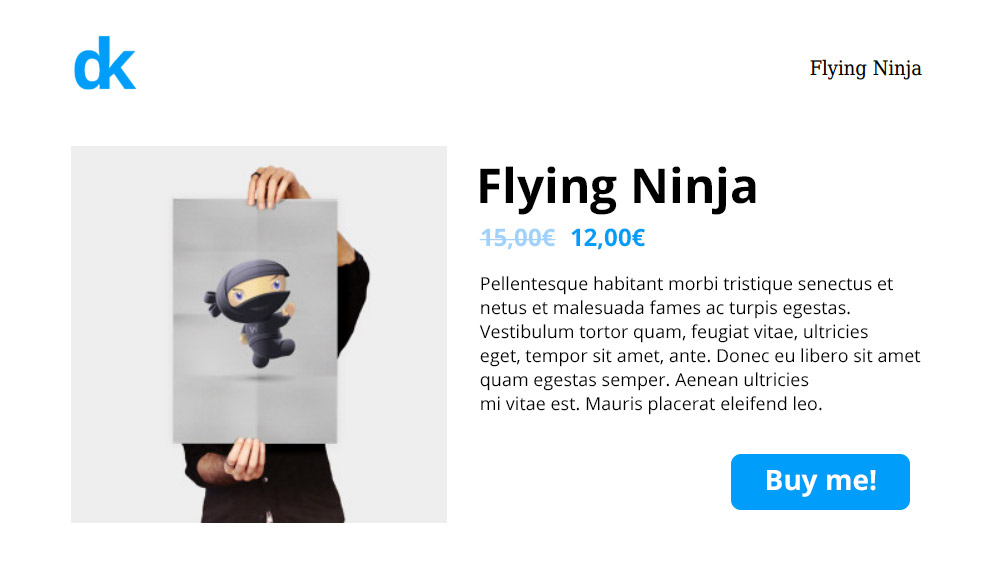 dk
Flying Ninja
Flying Ninja
15,00€ 12,00€
Pellentesque habitant morbi tristique senectus et
netus et malesuada fames ac turpis egestas.
Vestibulum tortor quam, feugiat vitae, ultricies
eget, tempor sit amet, ante. Donec eu libero sit amet
quam egestas semper. Aenean ultricies
mi vitae est. Mauris placerat eleifend leo.
Buy me!